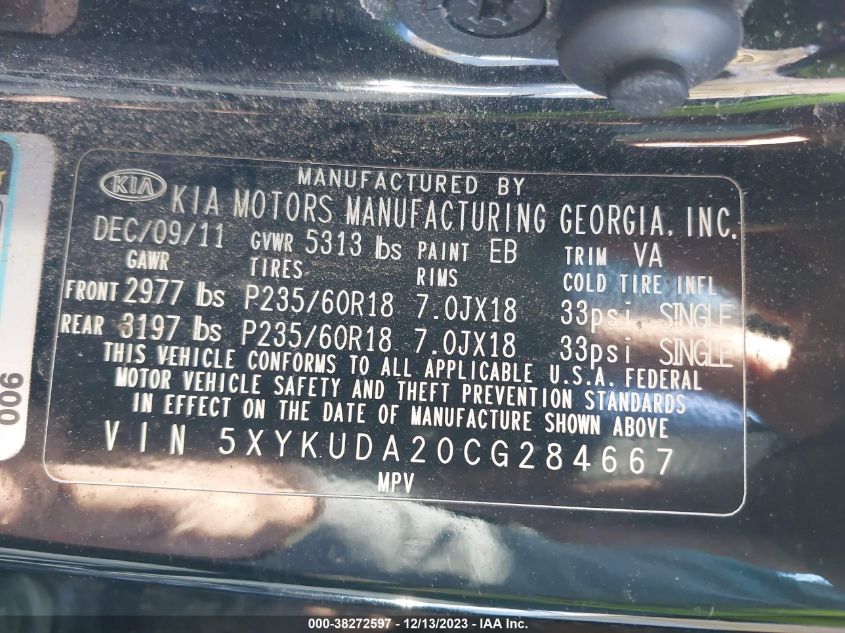 MANUFACTURED BY
KIA KIA MOTORS MANUFACTURING GEORGIA, INC.
DEC/09/11 GVWR 5313 lbs PAINT EB TRIM VA
GAWR TIRES RIMS COLD TIRE INFL
FRONT 2977 lbs P235/60R18 7.0JX18 33psi SINGLE
REAR 3197 lbs P235/60R18 7.0JX18 33psi SINGLE
THIS VEHICLE CONFORMS TO ALL APPLICABLE U.S.A. FEDERAL
MOTOR VEHICLE SAFETY AND THEFT PREVENTION STANDARDS
IN EFFECT ON THE DATE OF MANUFACTURE SHOWN ABOVE
VIN 5XYKUDA20CG284667
MPV
006
000-38272597 - 12/13/2023 - IAA Inc.